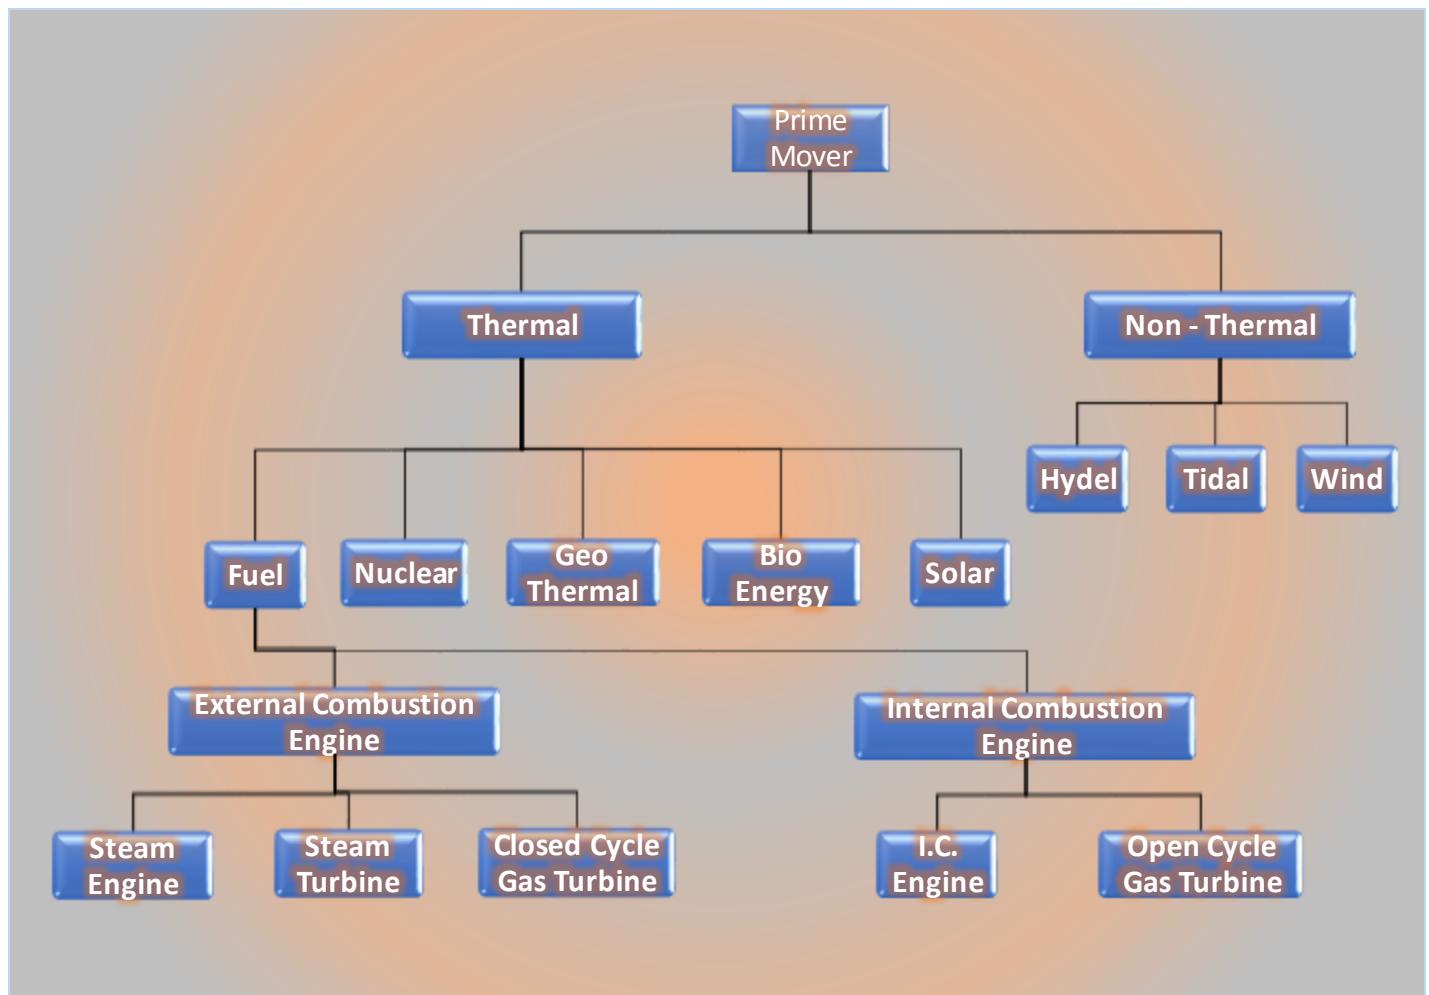 Prime
Mover
Thermal
Non - Thermal
Hydel
Tidal
Wind
Fuel
Nuclear
Geo
Thermal
Bio
Energy
Solar
External Combustion
Engine
Internal Combustion
Engine
Steam
Engine
Steam
Turbine
Closed Cycle
Gas Turbine
I.C.
Engine
Open Cycle
Gas Turbine